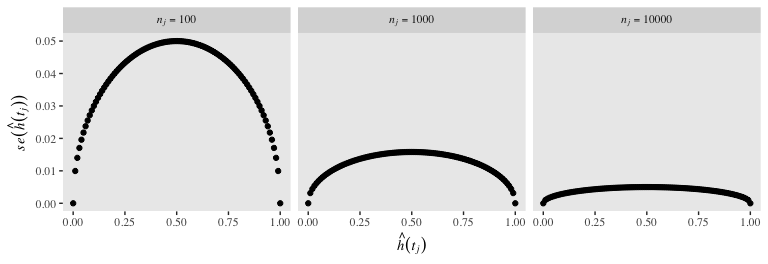 n_j = 100
n_j = 1000
n_j = 10000
se(ĥ(t_j))
0.05
0.04
0.03
0.02
0.01
0.00
0.00 0.25 0.50 0.75 1.00
0.00 0.25 0.50 0.75 1.00
0.00 0.25 0.50 0.75 1.00
ĥ(t_j)